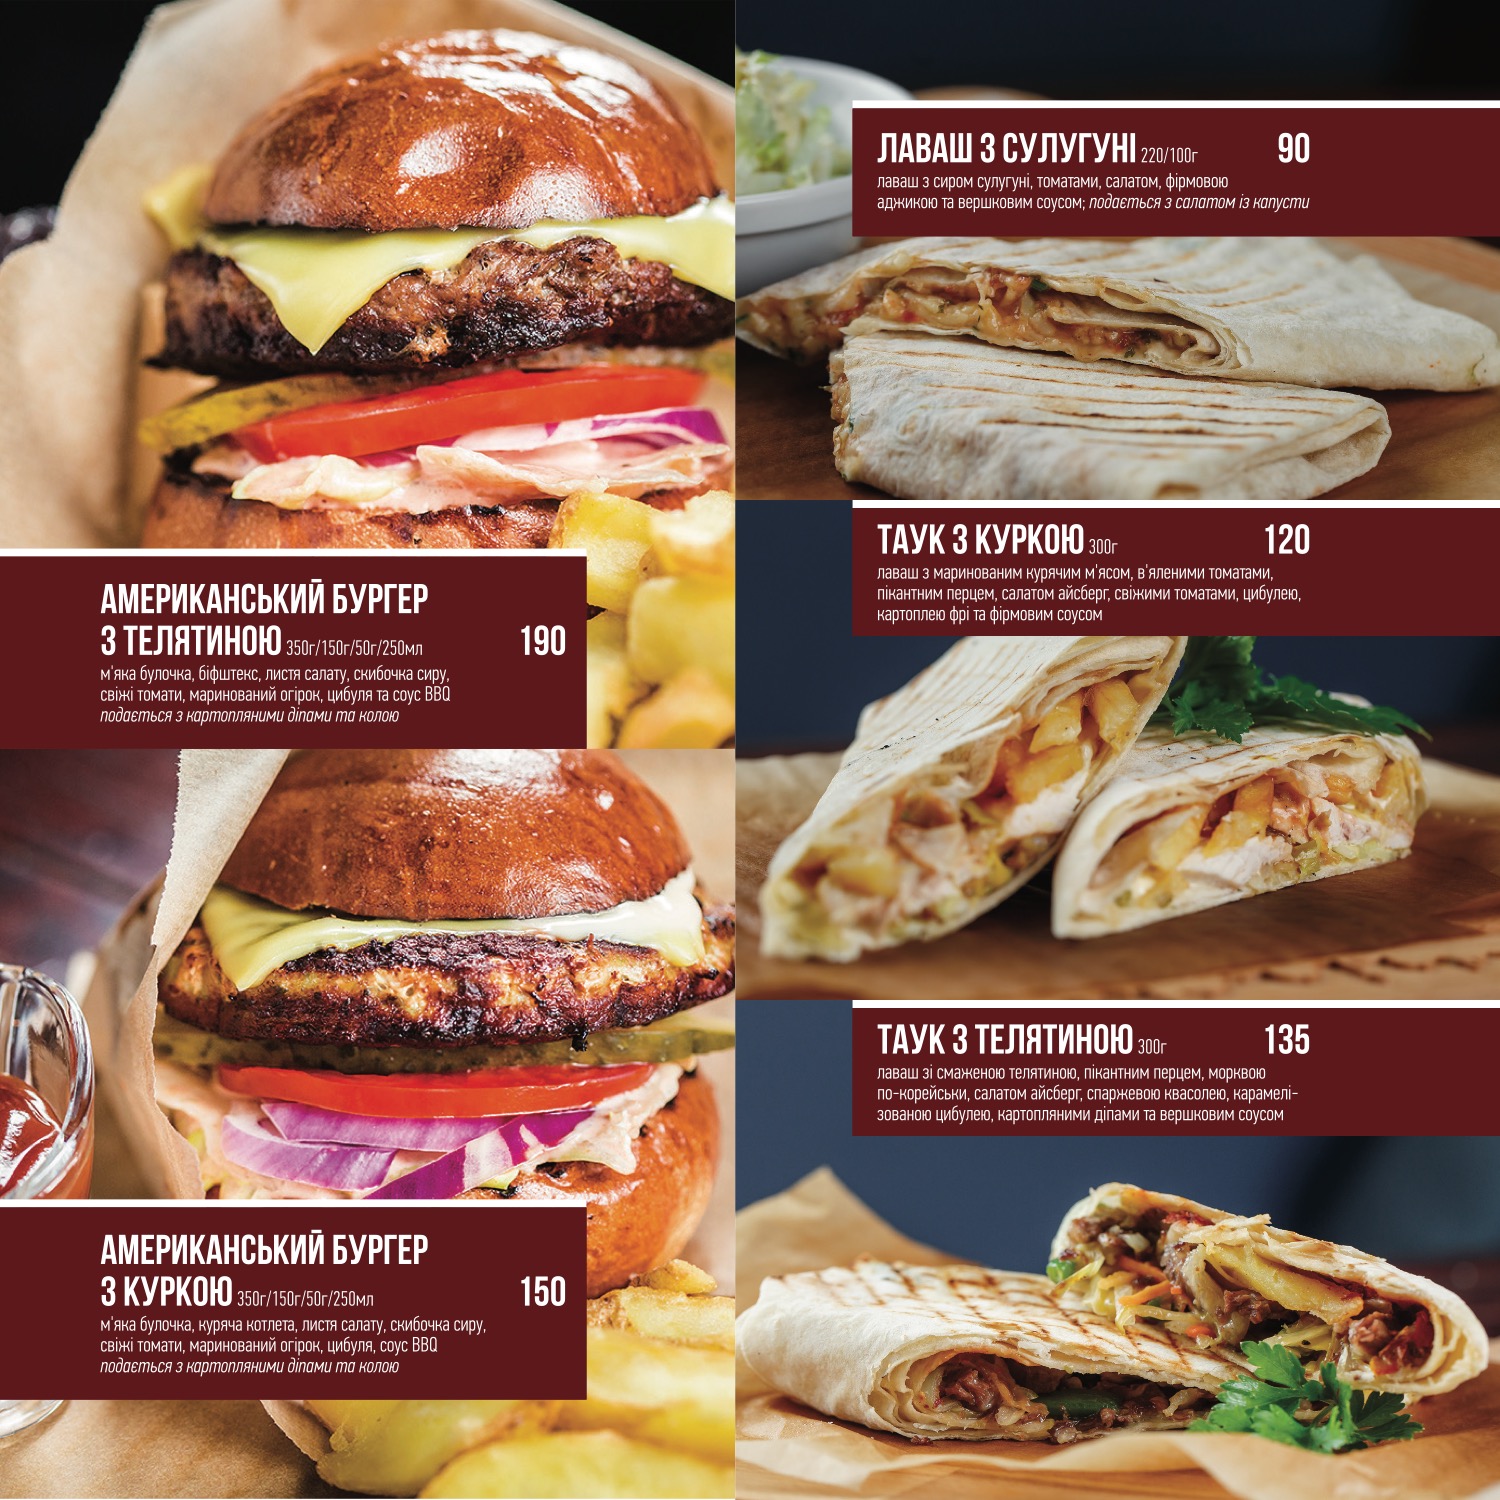 АМЕРИКАНСЬКИЙ БУРГЕР
З ТЕЛЯТИНОЮ 350г/150г/50г/250мл 190
м'яка булочка, біфштекс, листя салату, скибочка сиру,
свіжі томати, маринований огірок, цибуля та соус BBQ
подається з картопляними діпами та колою
АМЕРИКАНСЬКИЙ БУРГЕР
З КУРКОЮ 350г/150г/50г/250мл 150
м'яка булочка, куряча котлета, листя салату, скибочка сиру,
свіжі томати, маринований огірок, цибуля, соус BBQ
подається з картопляними діпами та колою
ЛАВАШ З СУЛУГУНІ 220/100г 90
лаваш з сиром сулугуні, томатами, салатом, фірмовою
аджикою та вершковим соусом; подається з салатом із капусти
ТАУК З КУРКОЮ 300г 120
лаваш з маринованим курячим м'ясом, в'яленими томатами,
пікантним перцем, салатом айсберг, свіжими томатами, цибулею,
картоплею фрі та фірмовим соусом
ТАУК З ТЕЛЯТИНОЮ 300г 135
лаваш зі смаженою телятиною, пікантним перцем, морквою
по-корейськи, салатом айсберг, спаржевою квасолею, карамелі-
зованою цибулею, картопляними діпами та вершковим соусом